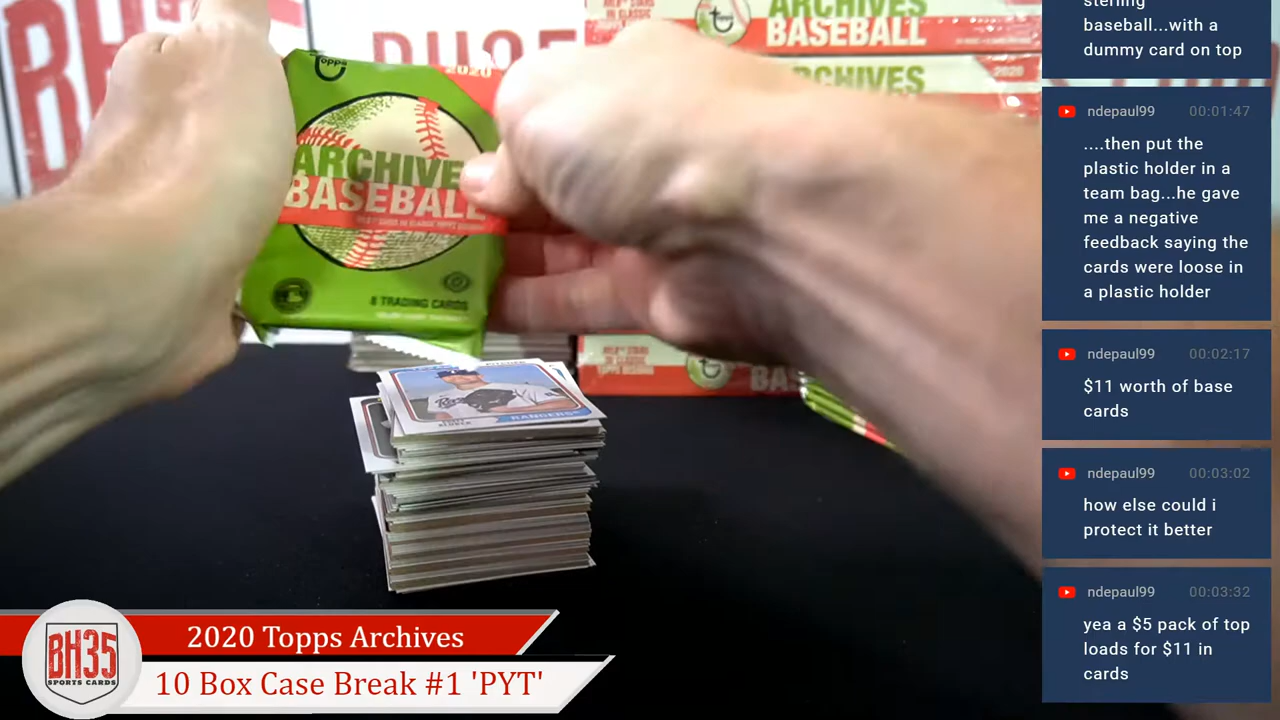 ARCHIVES
BASEBALL
ARCHIVES
2020
Topps
2020
ARCHIVE
BASEBALL
8 TRADING CARDS
RANGERS
BAS
BH35
SPORTS CARDS
2020 Topps Archives
10 Box Case Break #1 'PYT'
sterling
baseball...with a
dummy card on top
ndepaul99 00:01:47
....then put the
plastic holder in a
team bag...he gave
me a negative
feedback saying the
cards were loose in
a plastic holder
ndepaul99 00:02:17
$11 worth of base
cards
ndepaul99 00:03:02
how else could i
protect it better
ndepaul99 00:03:32
yea a $5 pack of top
loads for $11 in
cards